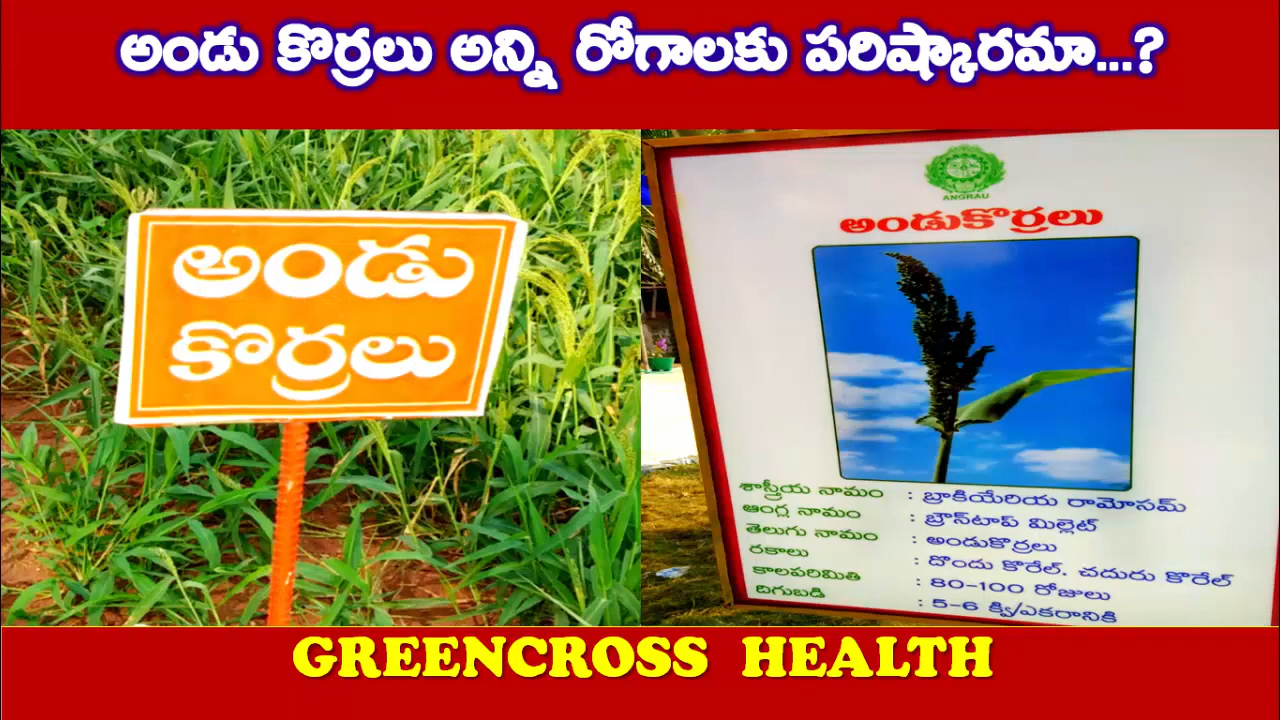 అండు కొర్రలు అన్ని రోగాలకు పరిష్కారమా...?
అండు
కొర్రలు
ANGRAU
అండుకొర్రలు
శాస్త్రీయ నామం : బ్రాకియేరియ రామోసమ్
ఆంగ్ల నామం : బ్రౌన్‌టాప్ మిల్లెట్
తెలుగు నామం : అండుకొర్రలు
రకాలు : దొందు కొరేల్. చదురు కొరేల్
కాలపరిమితి : 80-100 రోజులు
దిగుబడి : 5-6 క్వి/ఎకరానికి
GREENCROSS HEALTH